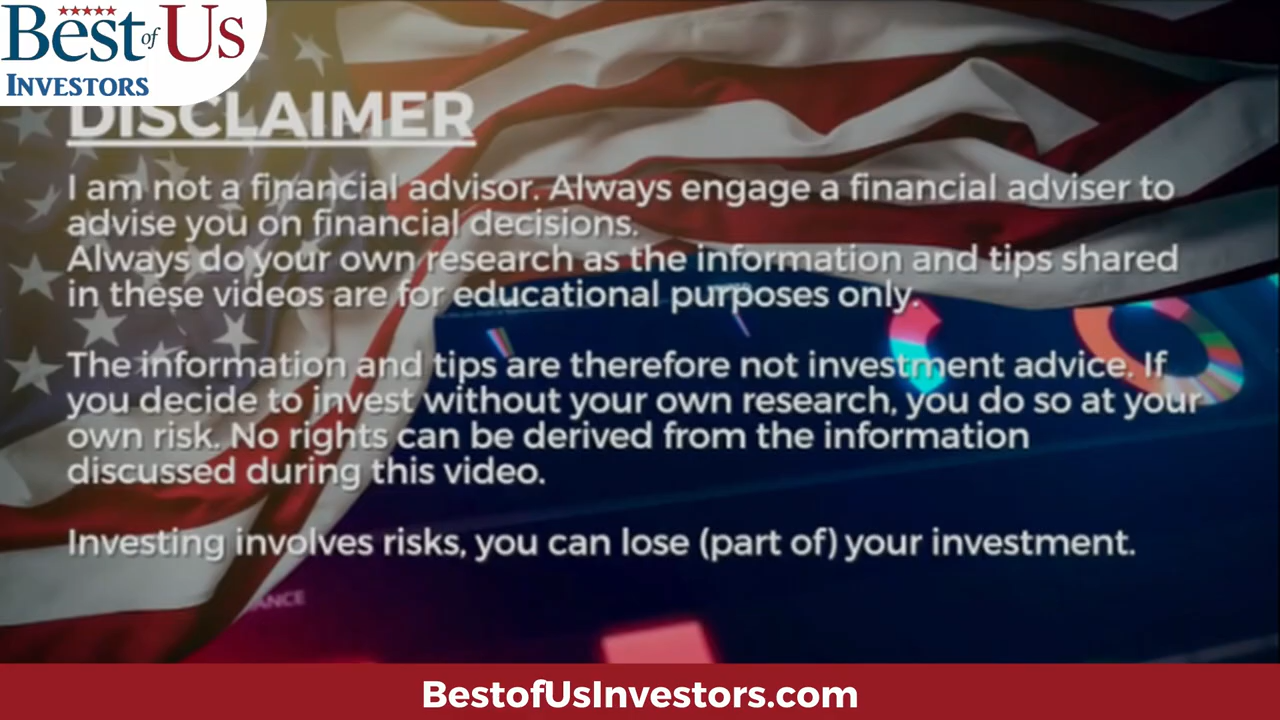 Best of Us
INVESTORS
DISCLAIMER
I am not a financial advisor. Always engage a financial adviser to
advise you on financial decisions.
Always do your own research as the information and tips shared
in these videos are for educational purposes only.
The information and tips are therefore not investment advice. If
you decide to invest without your own research, you do so at your
own risk. No rights can be derived from the information
discussed during this video.
Investing involves risks, you can lose (part of) your investment.
BestofUsInvestors.com